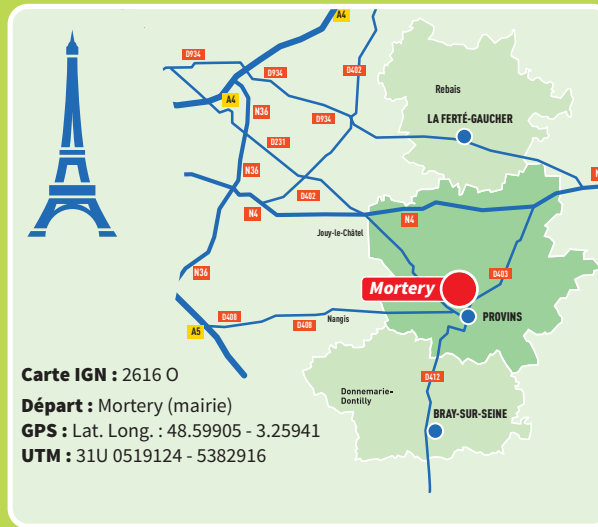 A4
D934
D402
D934
A4
Rebais
N36
D934
LA FERTÉ-GAUCHER
D231
N36
D402
N4
N4
Jouy-le-Châtel
N36
D403
Mortery
D408
D408
Nangis
PROVINS
A5
D412
Donnemarie-
Dontilly
BRAY-SUR-SEINE
Carte IGN : 2616 O
Départ : Mortery (mairie)
GPS : Lat. Long. : 48.59905 - 3.25941
UTM : 31U 0519124 - 5382916